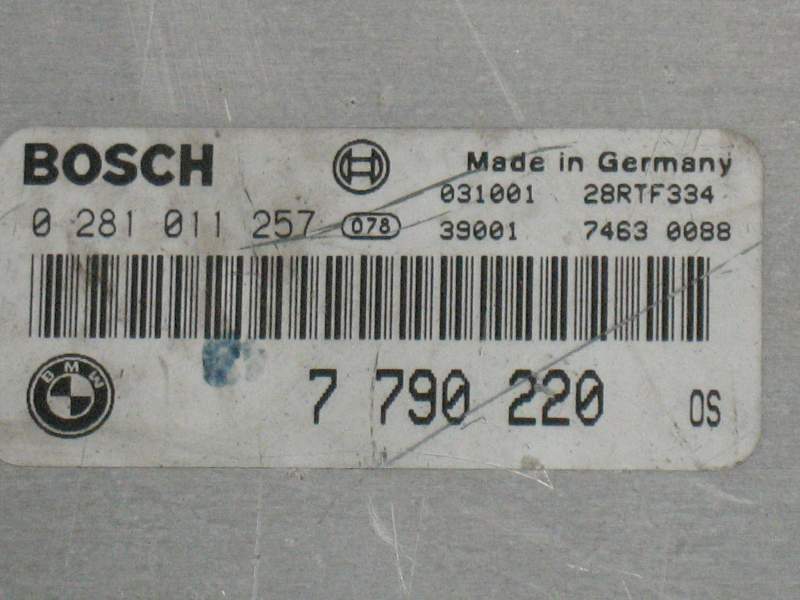 BOSCH
Made in Germany
031001 28RTF334
0 281 011 257 078 39001 7463 0088
BMW
7 790 220 OS